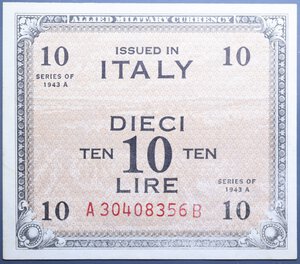 ALLIED MILITARY CURRENCY
10 ISSUED IN 10
ITALY
SERIES OF
1943 A
DIECI
TEN 10 TEN
LIRE
SERIES OF
1943 A
10 A30408356B 10